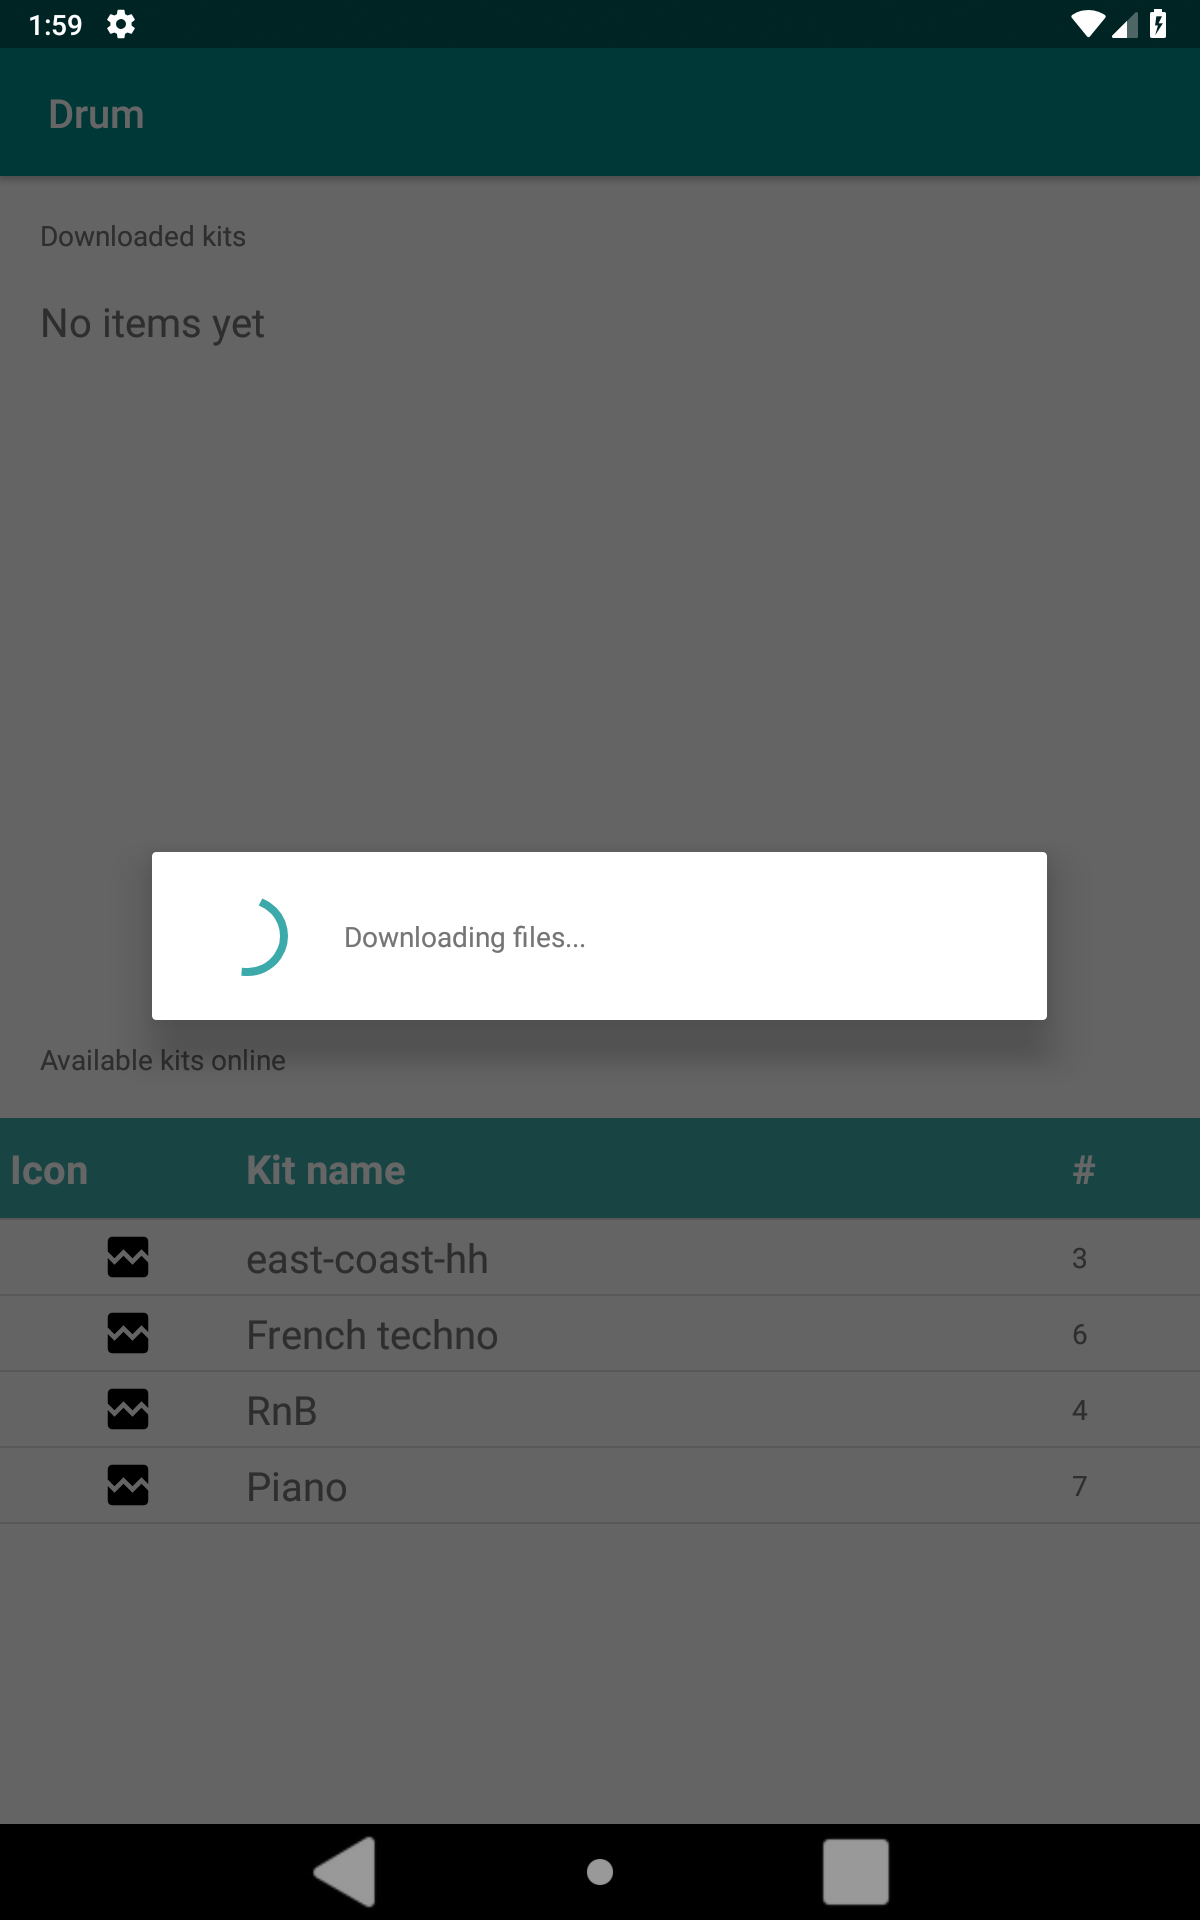 1:59
Drum
Downloaded kits
No items yet
Downloading files...
Available kits online
Icon Kit name #
east-coast-hh 3
French techno 6
RnB 4
Piano 7